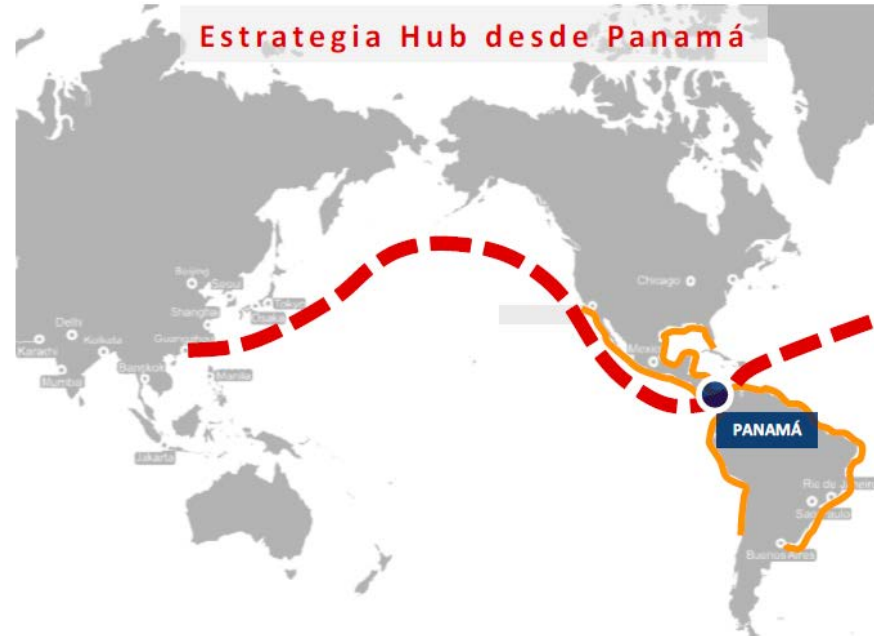 Estrategia Hub desde Panamá
Beijing
Seoul
Tokyo
Osaka
Shanghai
Chicago
Delhi
Karachi
Kolkata
Guangzhou
Mumbai
Bangkok
Manila
Mexico
PANAMÁ
Jakarta
Rio de Janeiro
Sao Paulo
Buenos Aires